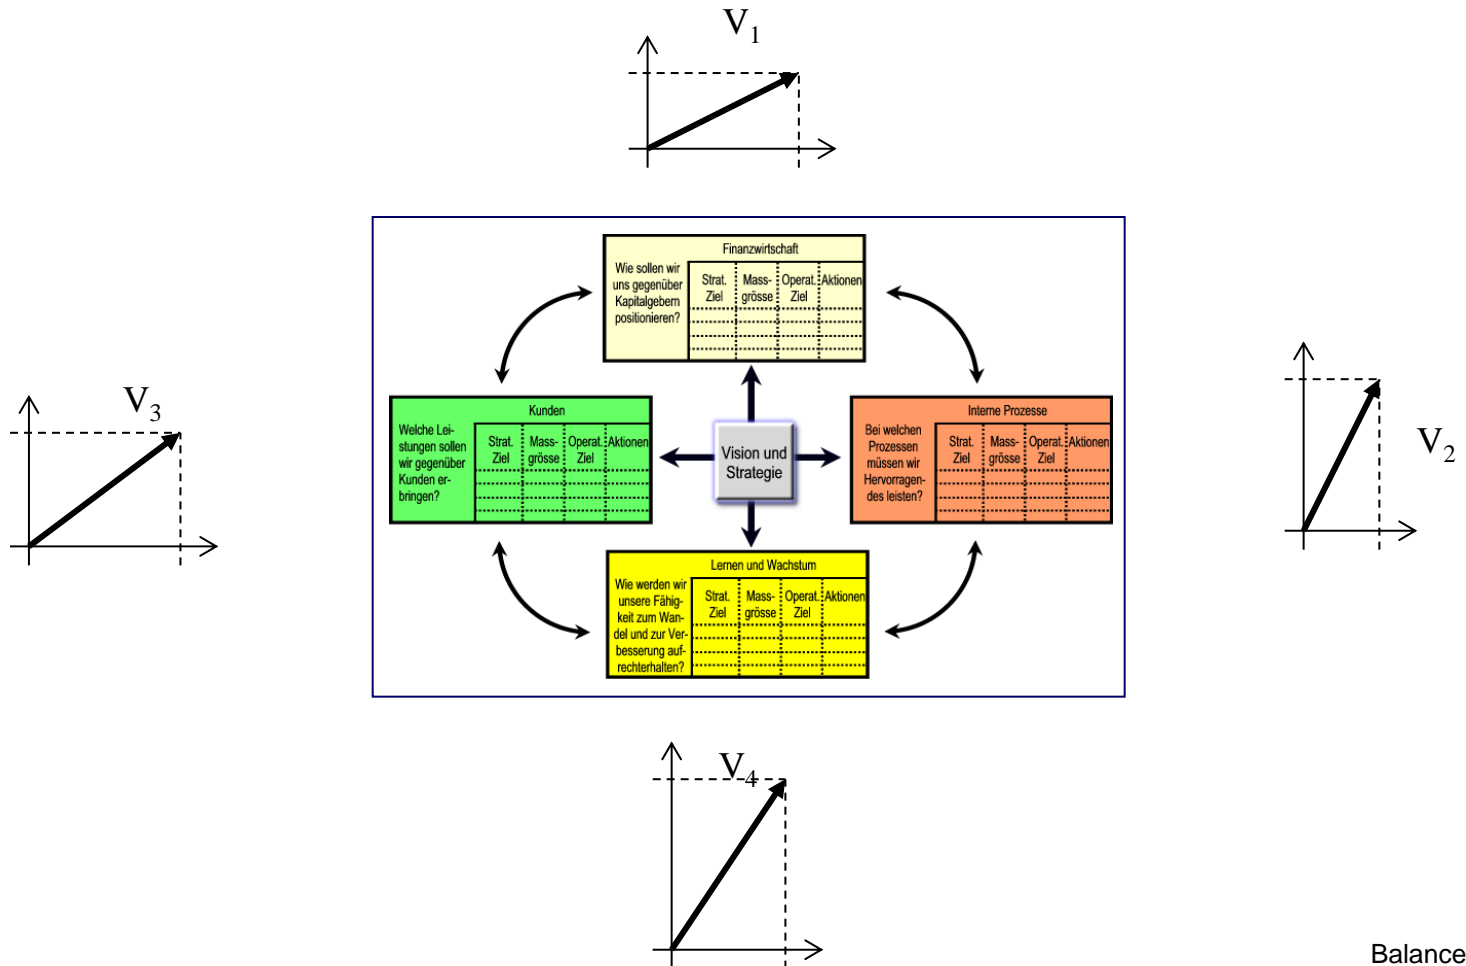 V1
Finanzwirtschaft
Wie sollen wir
uns gegenüber
Kapitalgebern
positionieren?
Strat. Mass- Operat. Aktionen
Ziel grösse Ziel
V3
V2
Kunden
Welche Lei-
stungen sollen
wir gegenüber
Kunden er-
bringen?
Strat. Mass- Operat. Aktionen
Ziel grösse Ziel
Vision und
Strategie
Interne Prozesse
Bei welchen
Prozessen
müssen wir
Hervorragen-
des leisten?
Strat. Mass- Operat. Aktionen
Ziel grösse Ziel
Lernen und Wachstum
Wie werden wir
unsere Fähig-
keit zum Wan-
del und zur Ver-
besserung auf-
rechterhalten?
Strat. Mass- Operat. Aktionen
Ziel grösse Ziel
V4
Balance